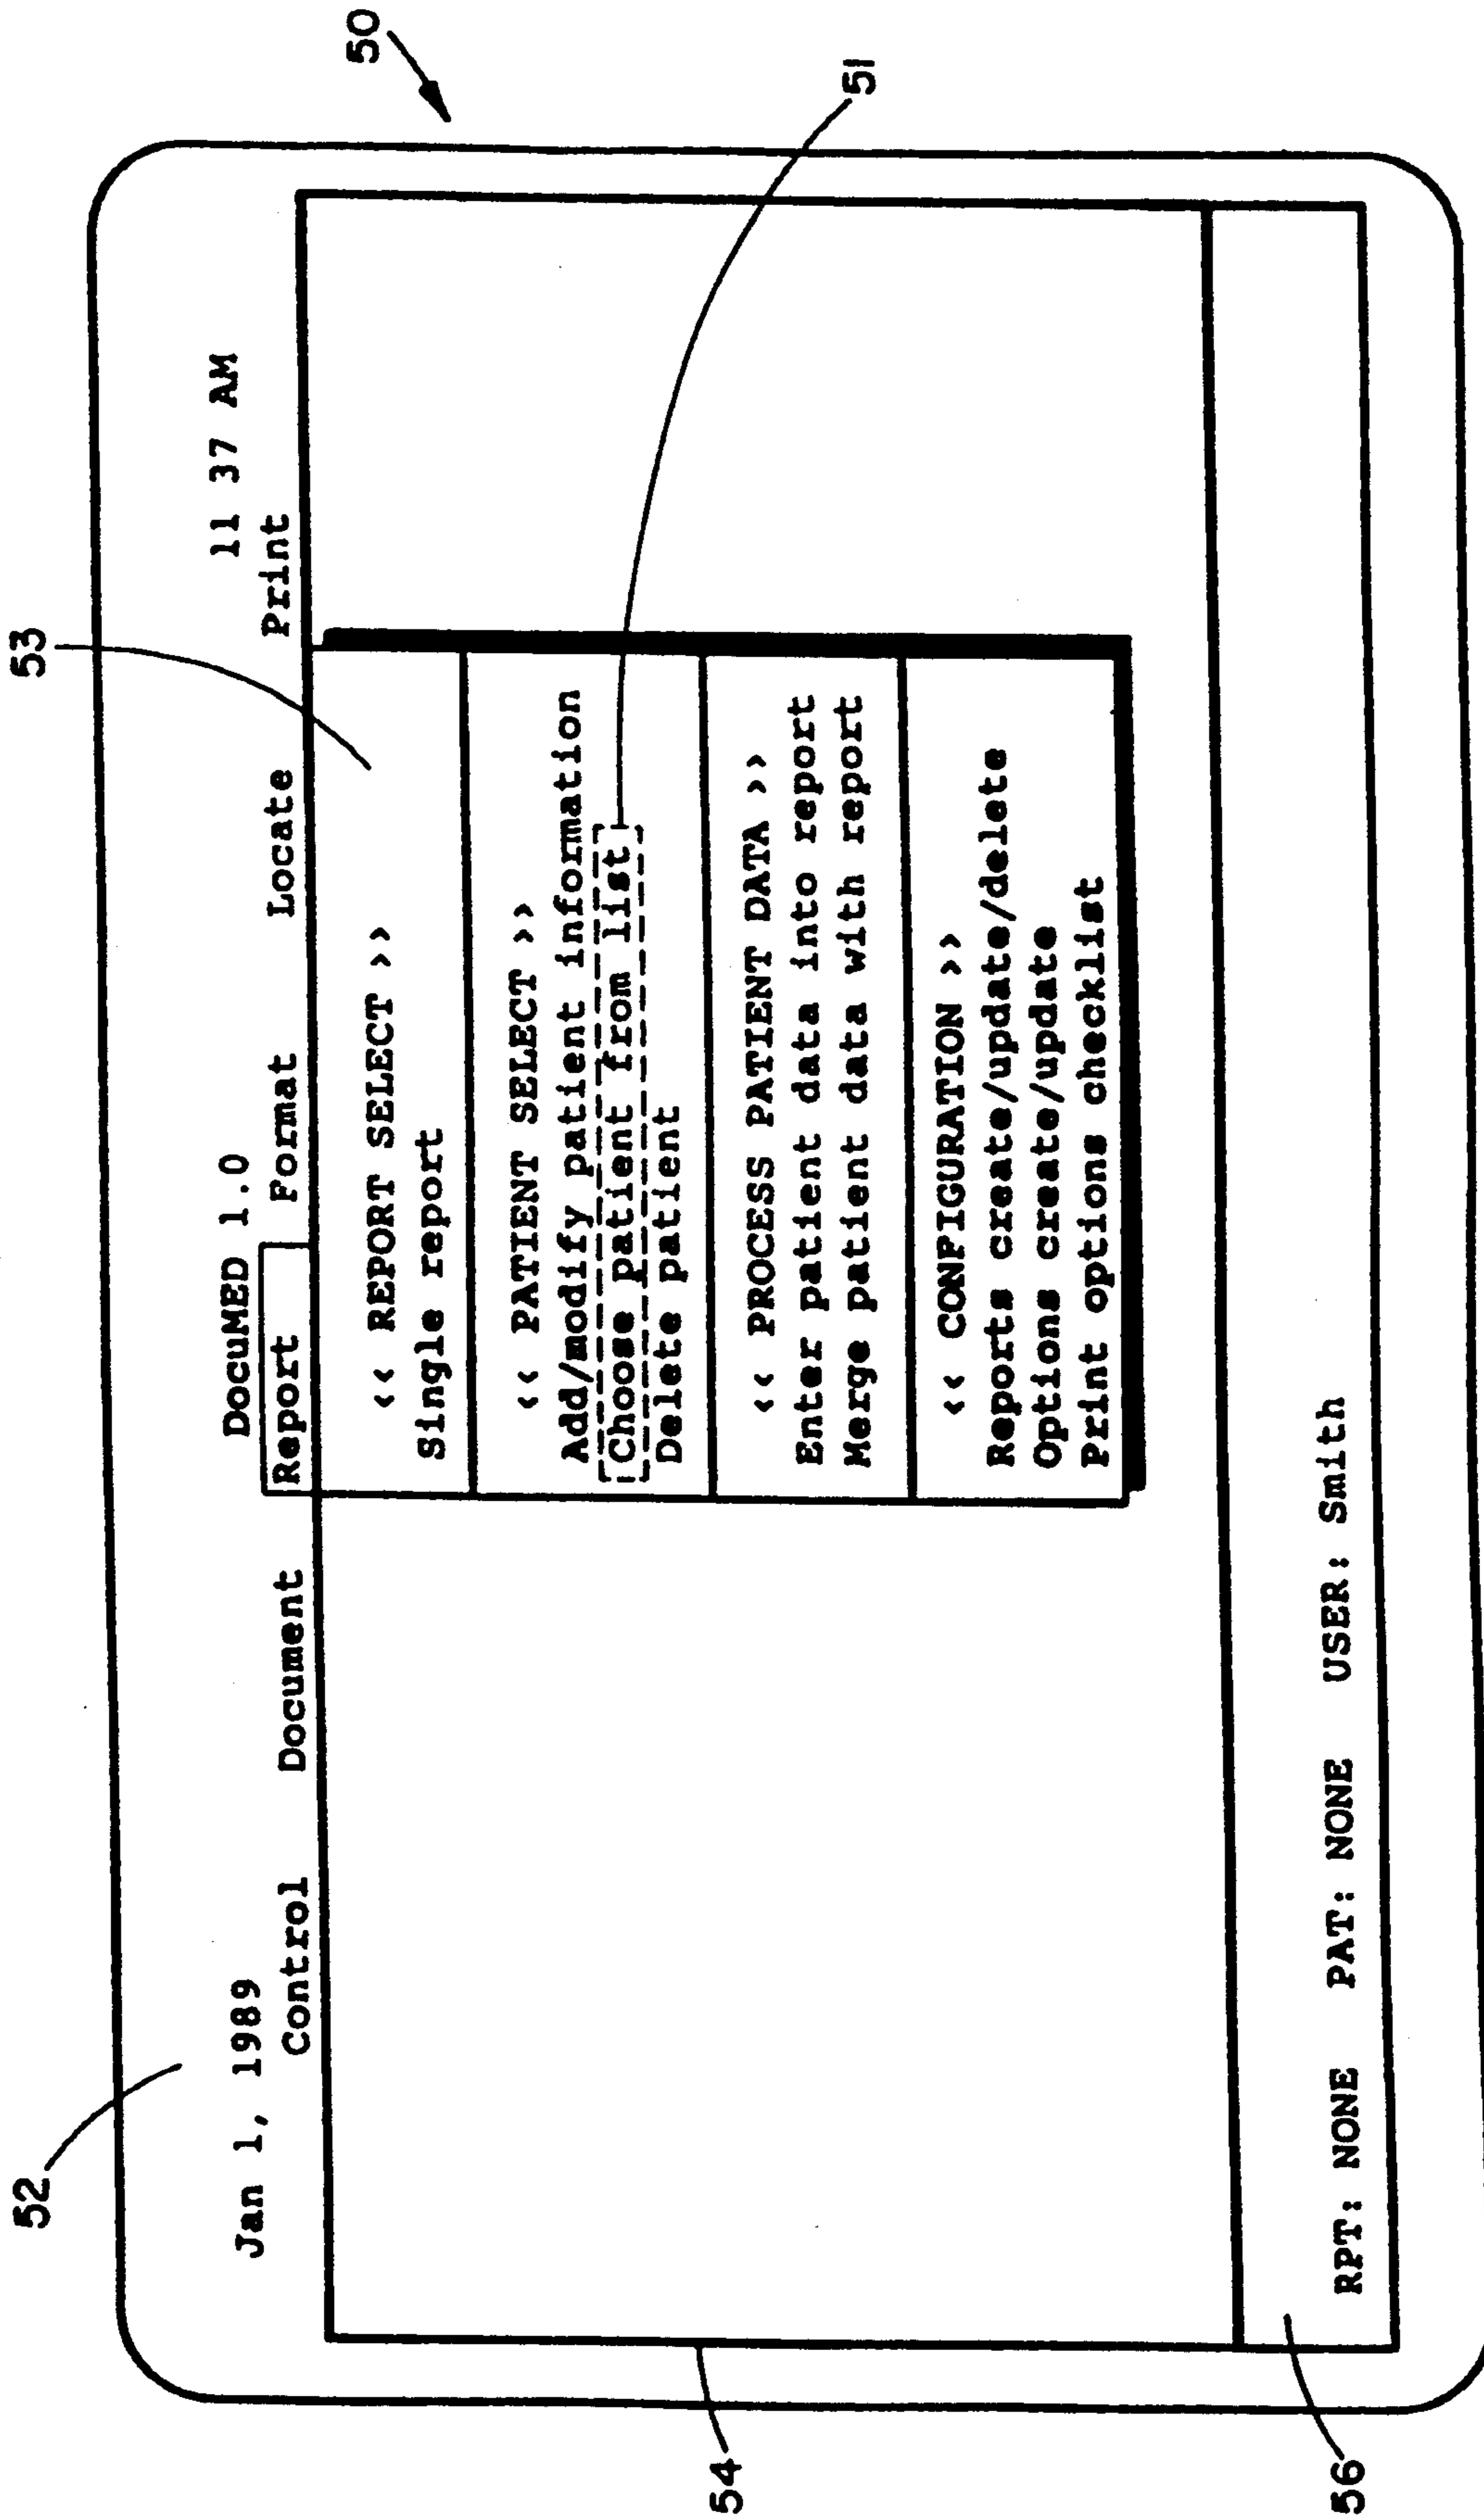 53
50
52
Jan 1, 1989 DOCUMED 1.0 11 37 AM
Control Document Report Format Locate Print
<< REPORT SELECT >>
Single report
<< PATIENT SELECT >>
Add/modify patient information
Choose patient from list
Delete patient
51
<< PROCESS PATIENT DATA >>
Enter patient data into report
Merge patient data with report
<< CONFIGURATION >>
Reports create/update/delete
Options create/update
Print options checklist
54
RPT: NONE PAT: NONE USER: Smith
56